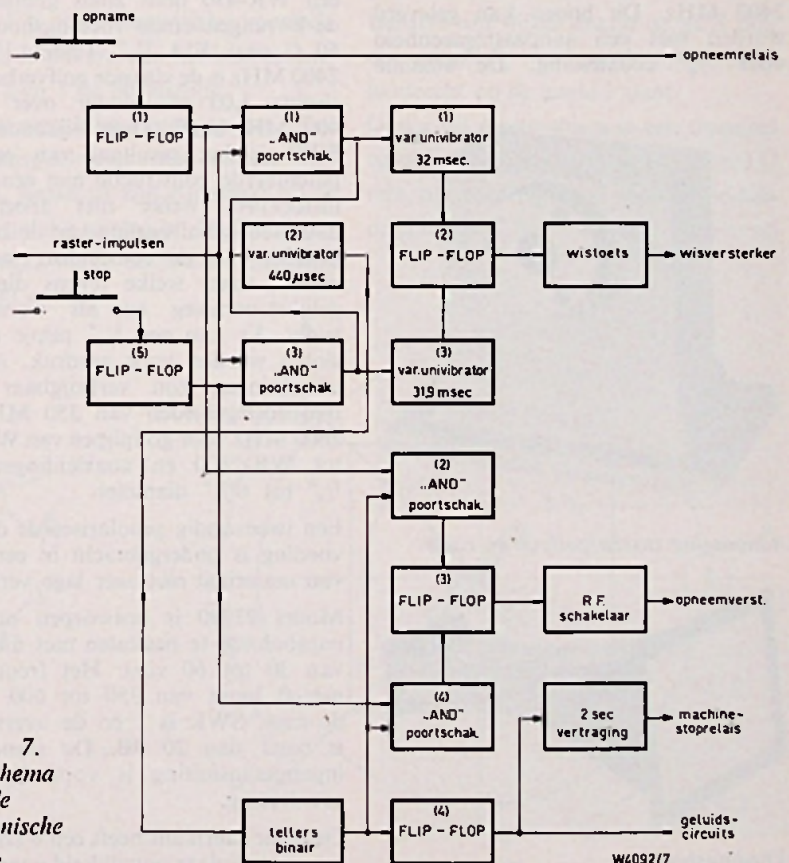 opname
opneemrelais
(1)
FLIP-FLOP
(1)
„AND"
poortschak.
(1)
var.univibrator
32 msec.
raster-impulsen
(2)
var. univibrator
440 µsec
(2)
FLIP-FLOP
wistoets
wisversterker
stop
(5)
FLIP-FLOP
(3)
„AND"
poortschak.
(3)
var.univibrator
31,9 msec
(2)
„AND"
poortschak.
(3)
FLIP-FLOP
R.F.
schakelaar
opneemverst.
(4)
„AND"
poortschak.
2 sec
vertraging
machine-
stoprelais
tellers
binair
(4)
FLIP-FLOP
geluids-
circuits
7.
hema
le
nische
W4092/7